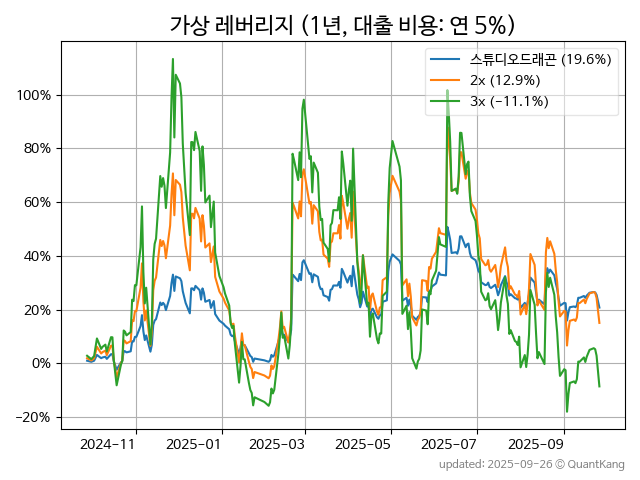 가상 레버리지 (1년, 대출 비용: 연 5%)
스튜디오드래곤 (19.6%)
2x (12.9%)
3x (−11.1%)
100%
80%
60%
40%
20%
0%
−20%
2024-11
2025-01
2025-03
2025-05
2025-07
2025-09
updated: 2025-09-26 © QuantKang